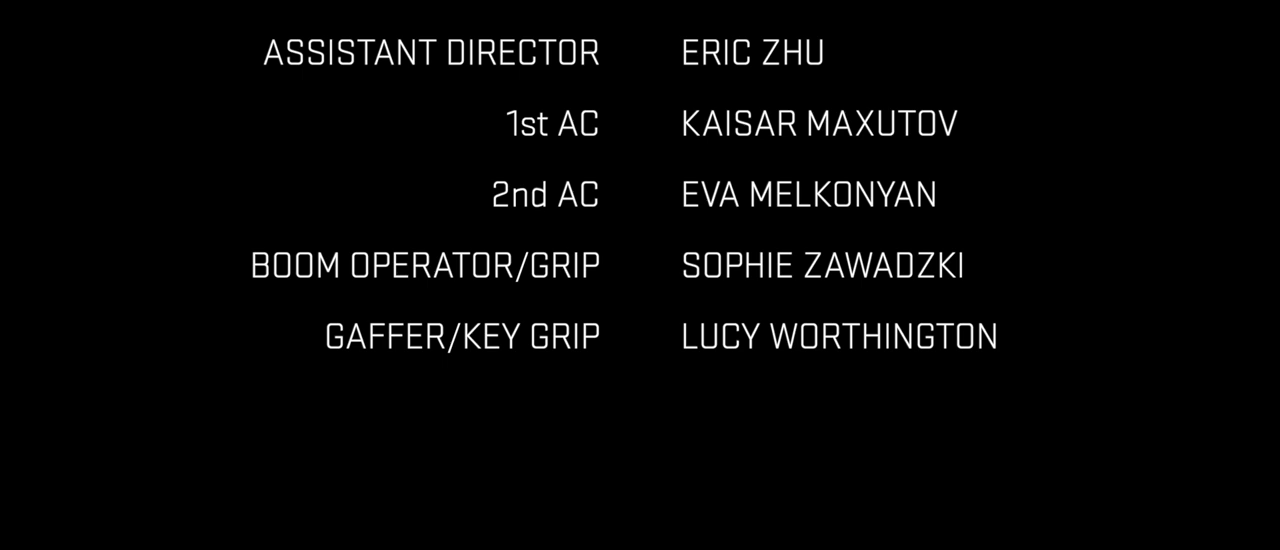 ASSISTANT DIRECTOR ERIC ZHU
1st AC KAISAR MAXUTOV
2nd AC EVA MELKONYAN
BOOM OPERATOR/GRIP SOPHIE ZAWADZKI
GAFFER/KEY GRIP LUCY WORTHINGTON